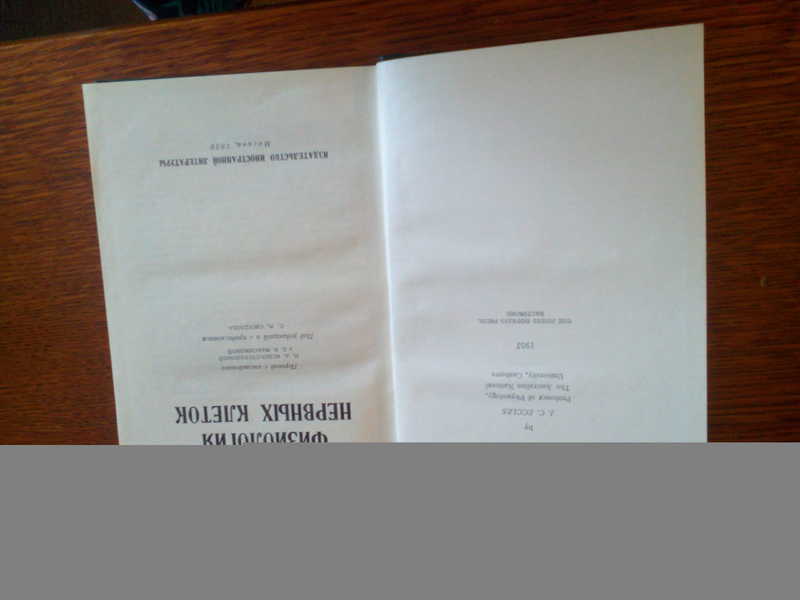 by
J. C. ECCLES
Professor of Physiology,
The Australian National
University, Canberra
1957
THE JOHNS HOPKINS PRESS,
BALTIMORE
ФИЗИОЛОГИЯ
НЕРВНЫХ КЛЕТОК
Перевод с английского
Под редакцией и с предисловием
ИЗДАТЕЛЬСТВО ИНОСТРАННОЙ ЛИТЕРАТУРЫ
Москва, 1959